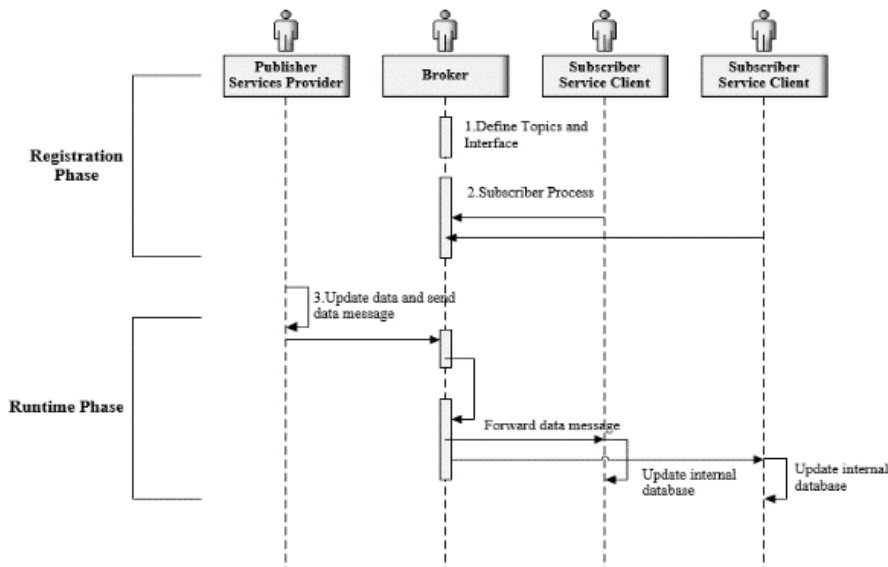 Publisher
Services Provider
Broker
Subscriber
Service Client
Subscriber
Service Client
Registration
Phase
1.Define Topics and
Interface
2.Subscriber Process
3.Update data and send
data message
Runtime Phase
Forward data message
Update internal
database
Update internal
database